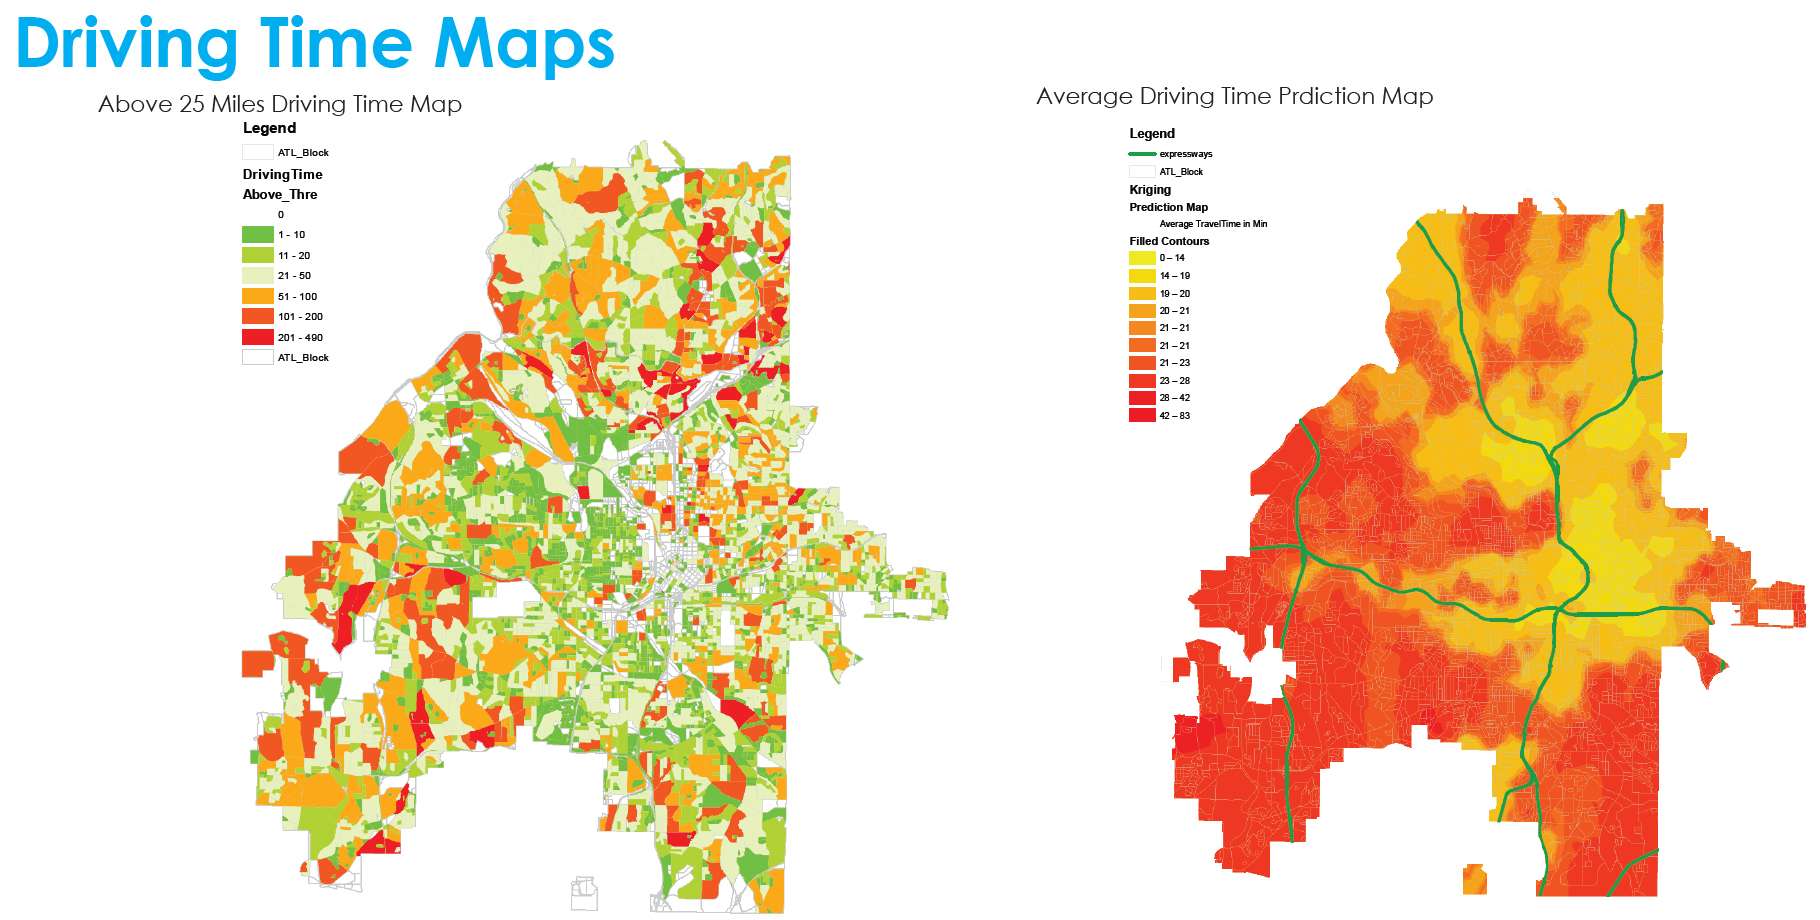 Driving Time Maps
Above 25 Miles Driving Time Map
Legend
ATL_Block
DrivingTime
Above_Thre
0
1 - 10
11 - 20
21 - 50
51 - 100
101 - 200
201 - 490
ATL_Block
Average Driving Time Prdiction Map
Legend
expressways
ATL_Block
Kriging
Prediction Map
Average TravelTime in Min
Filled Contours
0 – 14
14 – 19
19 – 20
20 – 21
21 – 21
21 – 21
21 – 23
23 – 28
28 – 42
42 – 83